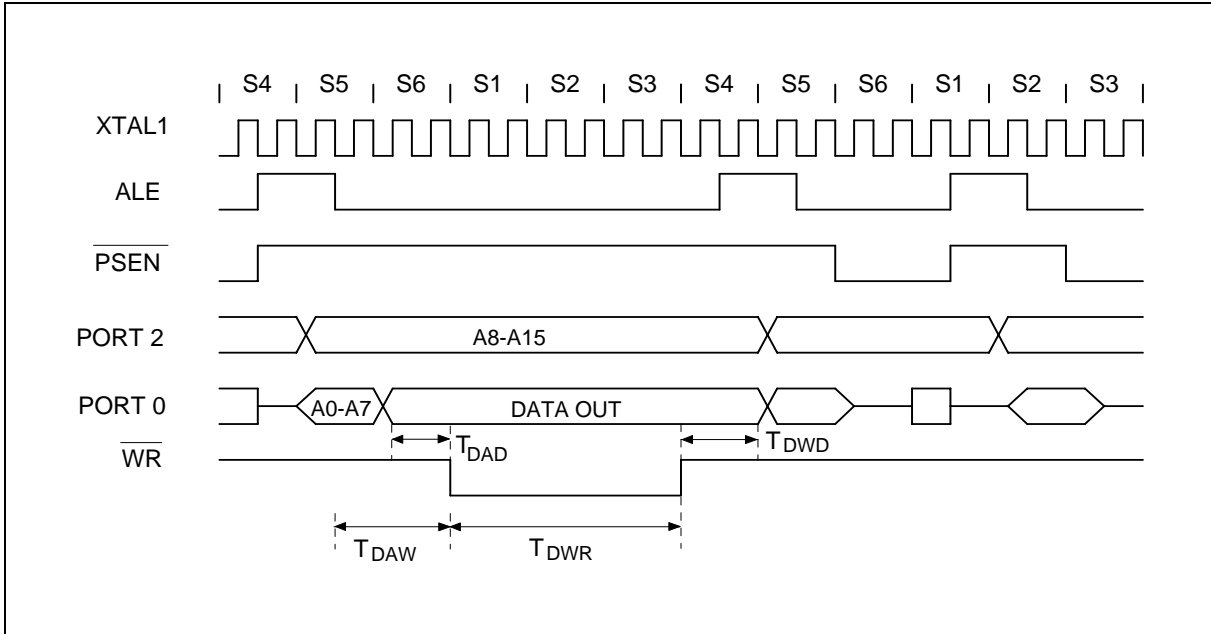 S4 S5 S6 S1 S2 S3 S4 S5 S6 S1 S2 S3
XTAL1
ALE
PSEN
PORT 2
A8-A15
PORT 0
A0-A7
DATA OUT
TDAD
TDWD
WR
TDAW
TDWR